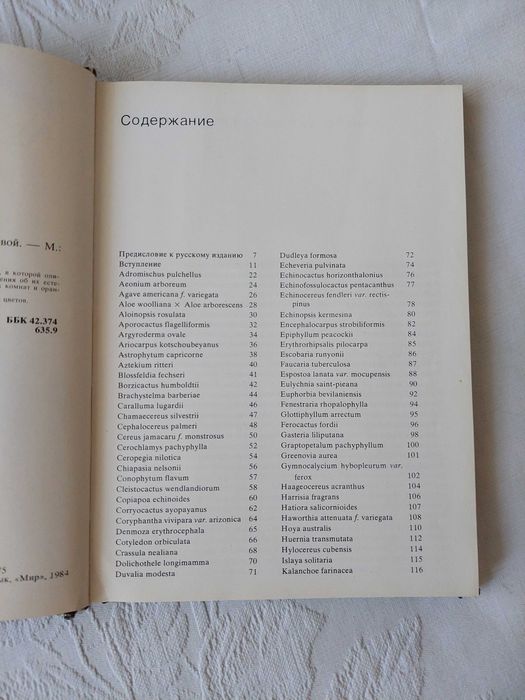 вой. — М.:
в которой опи-
ения об их есте-
комнат и оран-
цветов.
ББК 42.374
635.9
75
ык, «Мир», 1984
Содержание
Предисловие к русскому изданию 7
Вступление 11
Adromischus pulchellus 22
Aeonium arboreum 24
Agave americana f. variegata 26
Aloe woolliana × Aloe arborescens 28
Aloinopsis rosulata 30
Aporocactus flagelliformis 32
Argyroderma ovale 34
Ariocarpus kotschoubeyanus 36
Astrophytum capricorne 38
Aztekium ritteri 40
Blossfeldia fechseri 41
Borzicactus humboldtii 42
Brachystelma barberiae 44
Caralluma lugardii 46
Chamaecereus silvestrii 47
Cephalocereus palmeri 48
Cereus jamacaru f. monstrosus 50
Cerochlamys pachyphylla 52
Ceropegia nilotica 54
Chiapasia nelsonii 56
Conophytum flavum 57
Cleistocactus wendlandiorum 58
Copiapoa echinoides 60
Corryocactus ayopayanus 62
Coryphantha vivipara var. arizonica 64
Denmoza erythrocephala 65
Cotyledon orbiculata 66
Crassula nealiana 68
Dolichothele longimamma 70
Duvalia modesta 71
Dudleya formosa 72
Echeveria pulvinata 74
Echinocactus horizonthalonius 76
Echinofossulocactus pentacanthus 77
Echinocereus fendleri var. rectis-
pinus 78
Echinopsis kermesina 80
Encephalocarpus strobiliformis 82
Epiphyllum peacockii 84
Erythrorhipsalis pilocarpa 85
Escobaria runyonii 86
Faucaria tuberculosa 87
Espostoa lanata var. mocupensis 88
Eulychnia saint-pieana 90
Euphorbia bevilaniensis 92
Fenestraria rhopalophylla 94
Glottiphyllum arrectum 95
Ferocactus fordii 96
Gasteria liliputana 98
Graptopetalum pachyphyllum 100
Greenovia aurea 101
Gymnocalycium hybopleurum var.
ferox 102
Haageocereus acranthus 104
Harrisia fragrans 106
Hatiora salicornioides 107
Haworthia attenuata f. variegata 108
Hoya australis 110
Huernia transmutata 112
Hylocereus cubensis 114
Islaya solitaria 115
Kalanchoe farinacea 116